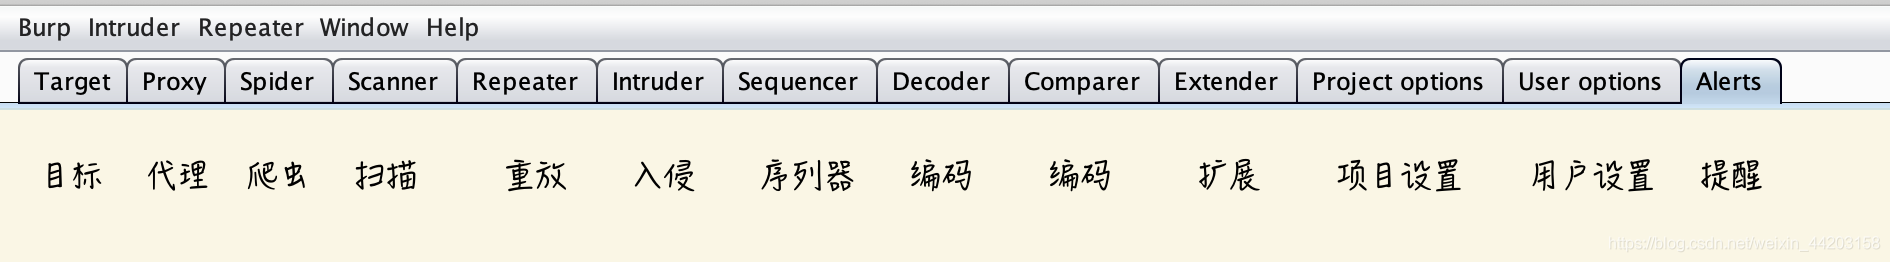 Burp Intruder Repeater Window Help
Target Proxy Spider Scanner Repeater Intruder Sequencer Decoder Comparer Extender Project options User options Alerts
目标 代理 爬虫 扫描 重放 入侵 序列器 编码 编码 扩展 项目设置 用户设置 提醒
https://blog.csdn.net/weixin_44203158